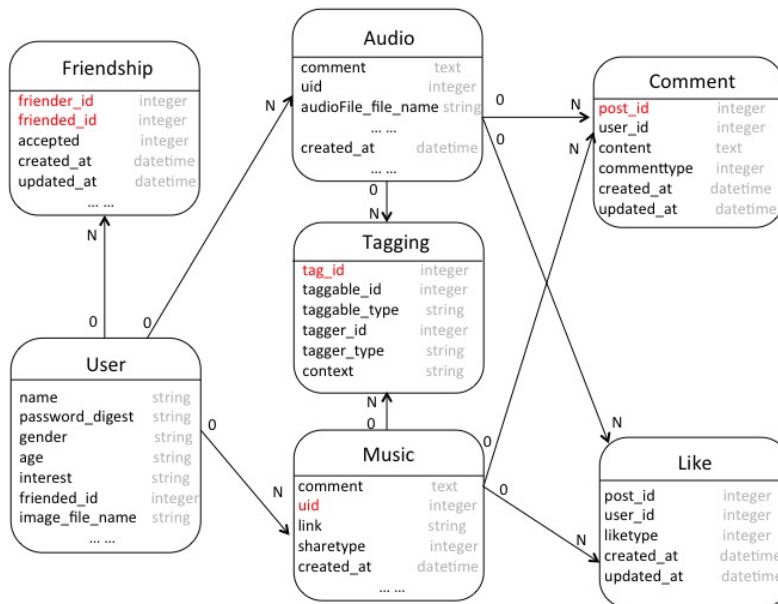 Friendship
friender_id integer
friended_id integer
accepted integer
created_at datetime
updated_at datetime
... ...
N
0
Audio
comment text
uid integer
audioFile_file_name string
... ...
created_at datetime
... ...
N
0
0
N
0
N
0
N
Comment
post_id integer
user_id integer
content text
commenttype integer
created_at datetime
updated_at datetime
N
Tagging
tag_id integer
taggable_id integer
taggable_type string
tagger_id integer
tagger_type string
context string
N
0
User
name string
password_digest string
gender string
age string
interest string
friended_id integer
image_file_name string
... ...
0
N
Music
comment text
uid integer
link string
sharetype integer
created_at datetime
... ...
0
0
N
Like
post_id integer
user_id integer
liketype integer
created_at datetime
updated_at datetime